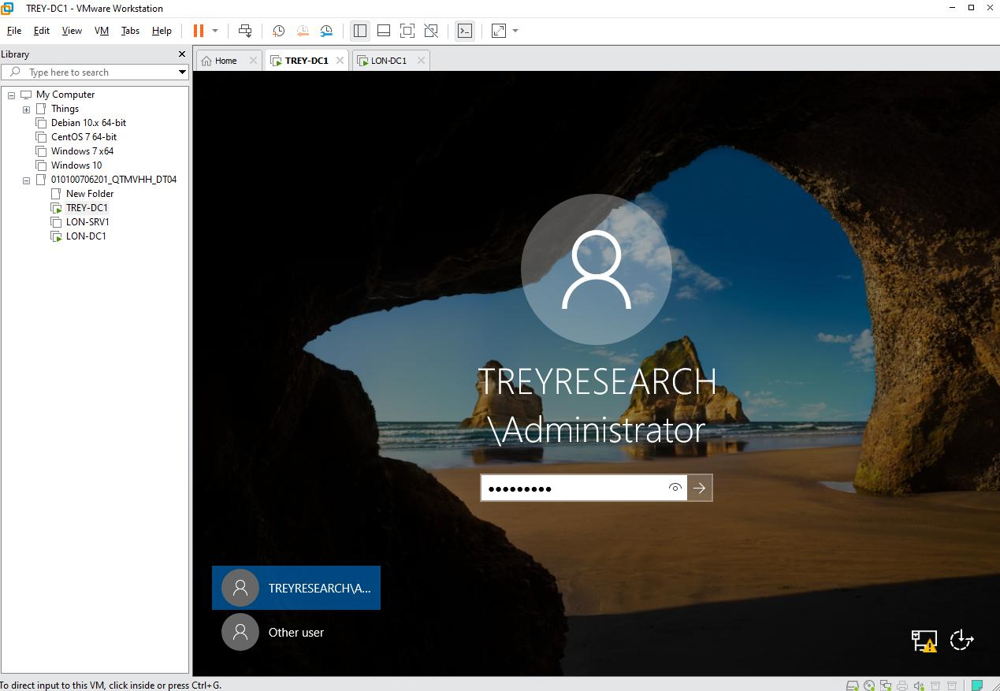 TREY-DC1 - VMware Workstation
File Edit View VM Tabs Help
Library
Home TREY-DC1 LON-DC1
Type here to search
My Computer
Things
Debian 10.x 64-bit
CentOS 7 64-bit
Windows 7 x64
Windows 10
010100706201_QTMVHH_DT04
New Folder
TREY-DC1
LON-SRV1
LON-DC1
TREYRESEARCH
\Administrator
TREYRESEARCH\A...
Other user
To direct input to this VM, click inside or press Ctrl+G.